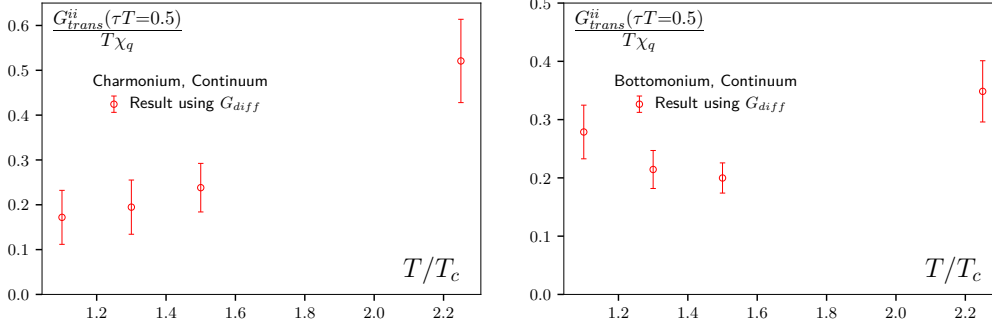 G_{trans}^{ii}(τT=0.5)
Tχ_q
Charmonium, Continuum
Result using G_{diff}
0.6
0.5
0.4
0.3
0.2
0.1
0.0
T/T_c
1.2 1.4 1.6 1.8 2.0 2.2
G_{trans}^{ii}(τT=0.5)
Tχ_q
Bottomonium, Continuum
Result using G_{diff}
0.5
0.4
0.3
0.2
0.1
0.0
T/T_c
1.2 1.4 1.6 1.8 2.0 2.2